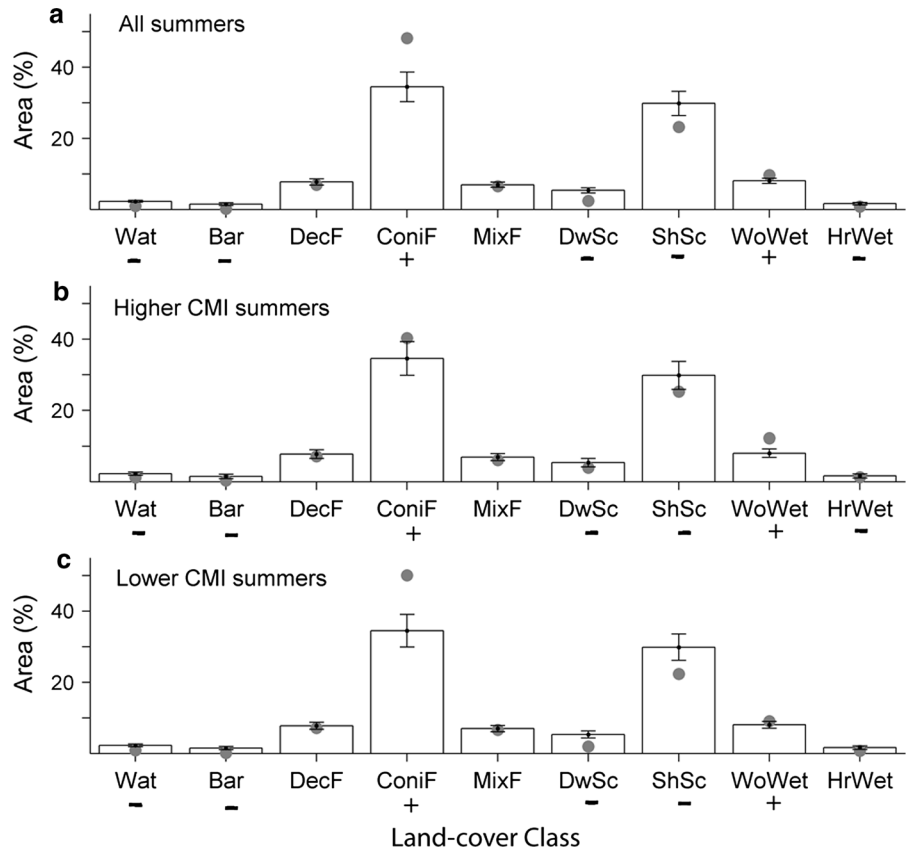 a
All summers
Area (%)
40
20
Wat Bar DecF ConiF MixF DwSc ShSc WoWet HrWet
- - + - - + -
b
Higher CMI summers
Area (%)
40
20
Wat Bar DecF ConiF MixF DwSc ShSc WoWet HrWet
- - + - - + -
c
Lower CMI summers
Area (%)
40
20
Wat Bar DecF ConiF MixF DwSc ShSc WoWet HrWet
- - + - - +
Land-cover Class